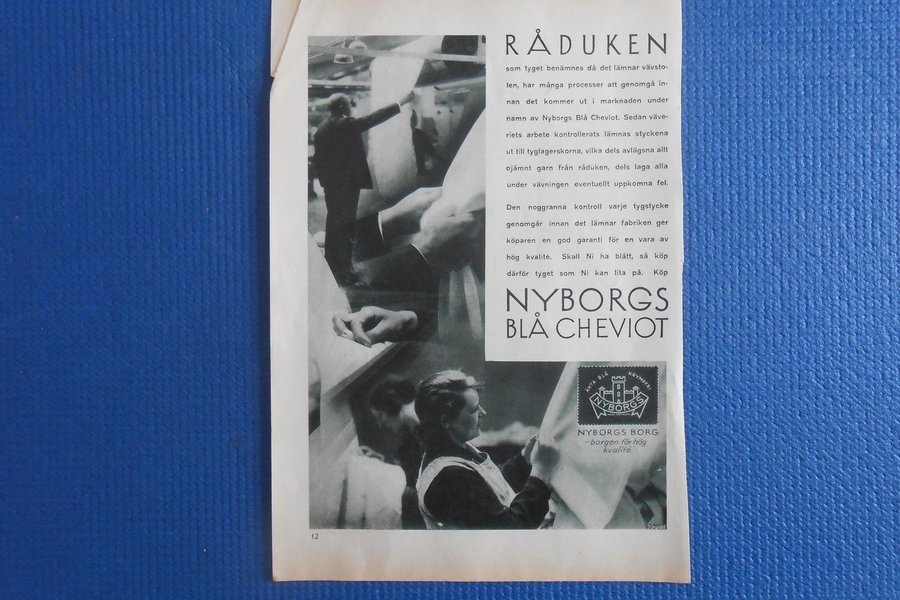 RÅDUKEN
som tyget benämnes då det lämnar vävsto-
len, har många processer att genomgå in-
nan det kommer ut i marknaden under
namn av Nyborgs Blå Cheviot. Sedan väve-
riets arbete kontrollerats lämnas styckena
ut till tyglagerskorna, vilka dels avlägsna allt
ojämnt garn från råduken, dels laga alla
under vävningen eventuellt uppkomna fel.
Den noggranna kontroll varje tygstycke
genomgår innan det lämnar fabriken ger
köparen en god garanti för en vara av
hög kvalité. Skall Ni ha blått, så köp
därför tyget som Ni kan lita på. Köp
NYBORGS
BLÅ CHEVIOT
ÄKTA BLÅ KRYMPFRI
NYBORGS
NYBORGS BORG
–borgen för hög
kvalité
12